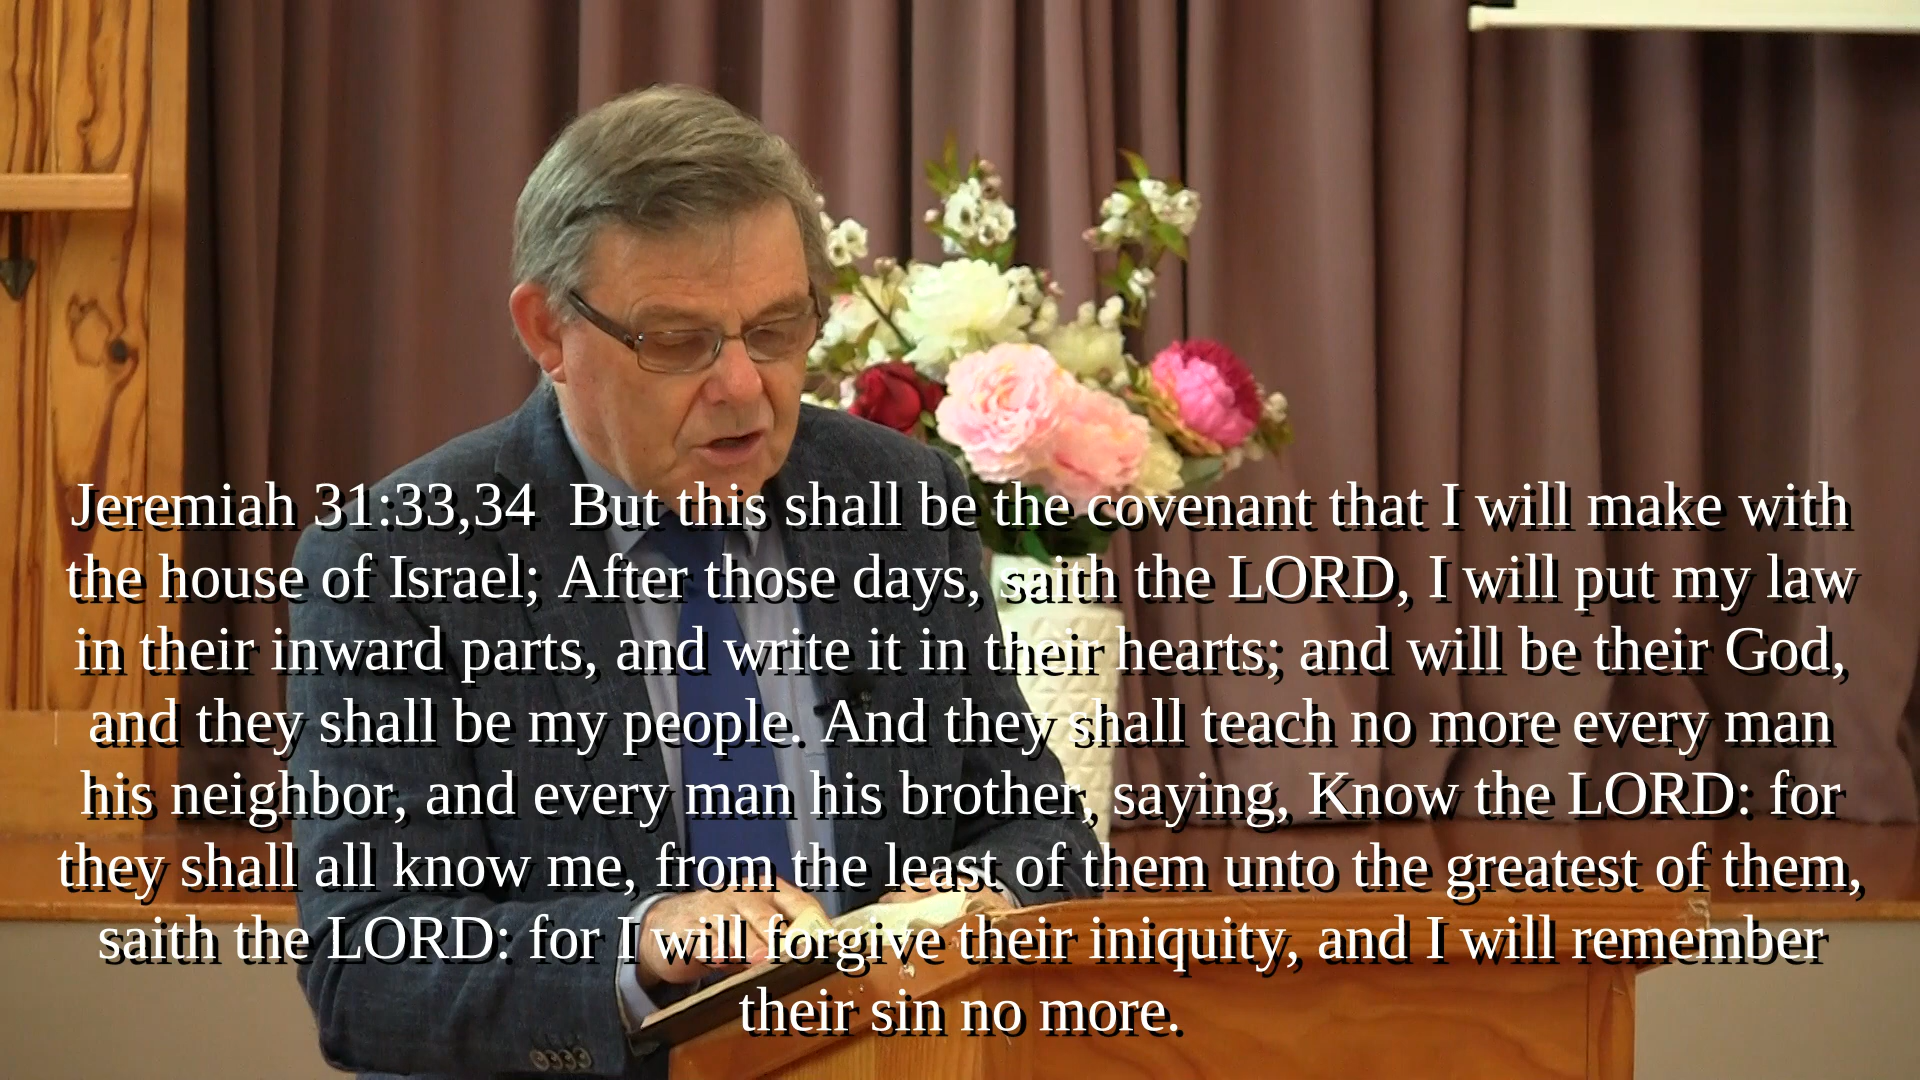 Jeremiah 31:33,34  But this shall be the covenant that I will make with
the house of Israel; After those days, saith the LORD, I will put my law
in their inward parts, and write it in their hearts; and will be their God,
and they shall be my people. And they shall teach no more every man
his neighbor, and every man his brother, saying, Know the LORD: for
they shall all know me, from the least of them unto the greatest of them,
saith the LORD: for I will forgive their iniquity, and I will remember
their sin no more.